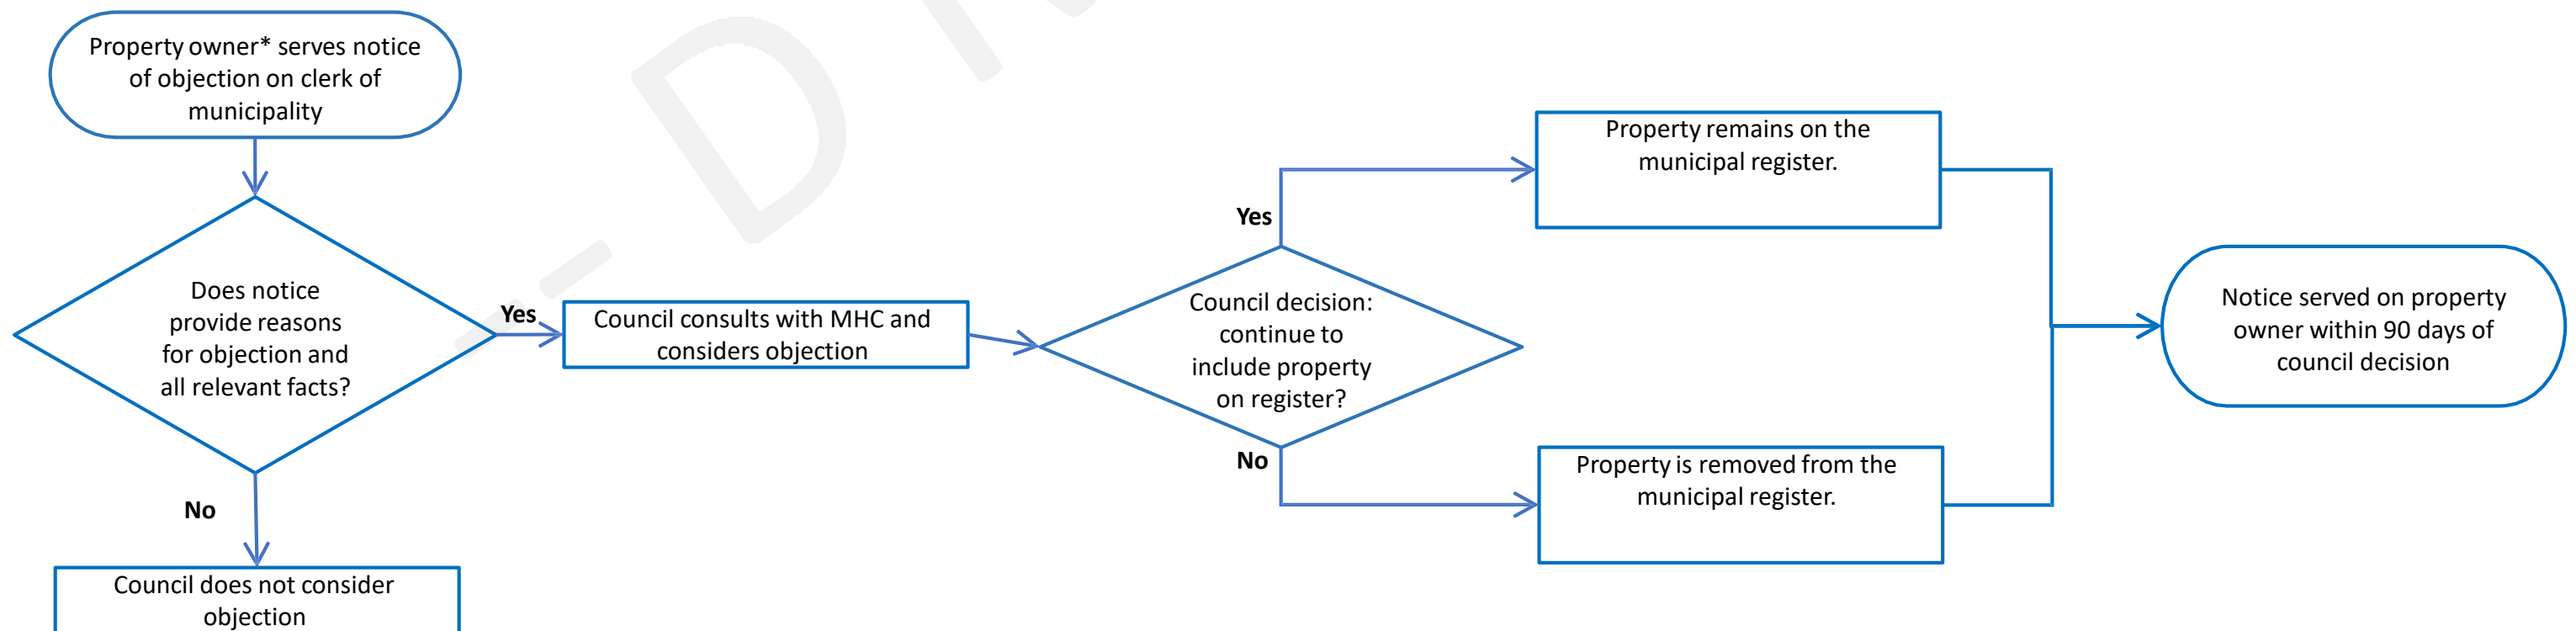 Property owner* serves notice
of objection on clerk of
municipality
Does notice
provide reasons
for objection and
all relevant facts?
Yes
No
Council does not consider
objection
Council consults with MHC and
considers objection
Council decision:
continue to
include property
on register?
Yes
Property remains on the
municipal register.
No
Property is removed from the
municipal register.
Notice served on property
owner within 90 days of
council decision